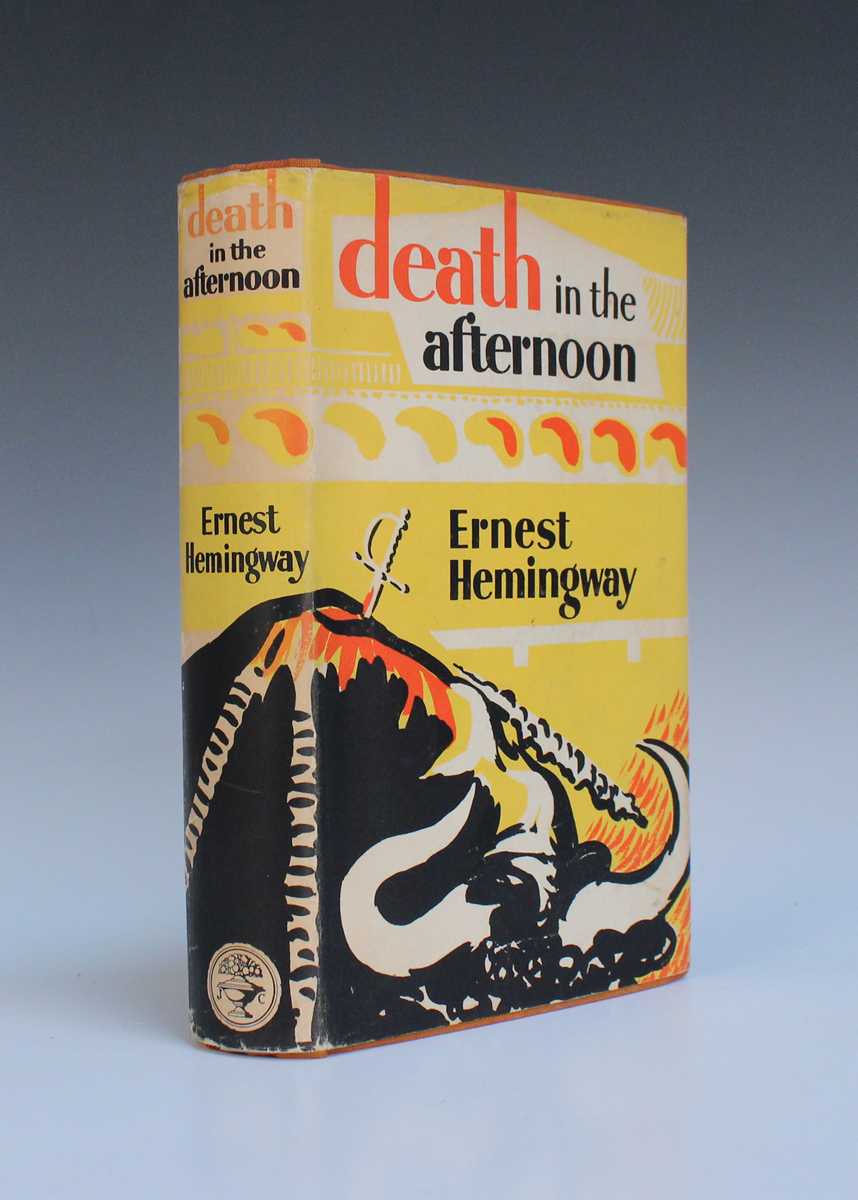 death
in the
afternoon
Ernest
Hemingway
J C
death in the
afternoon
Ernest
Hemingway